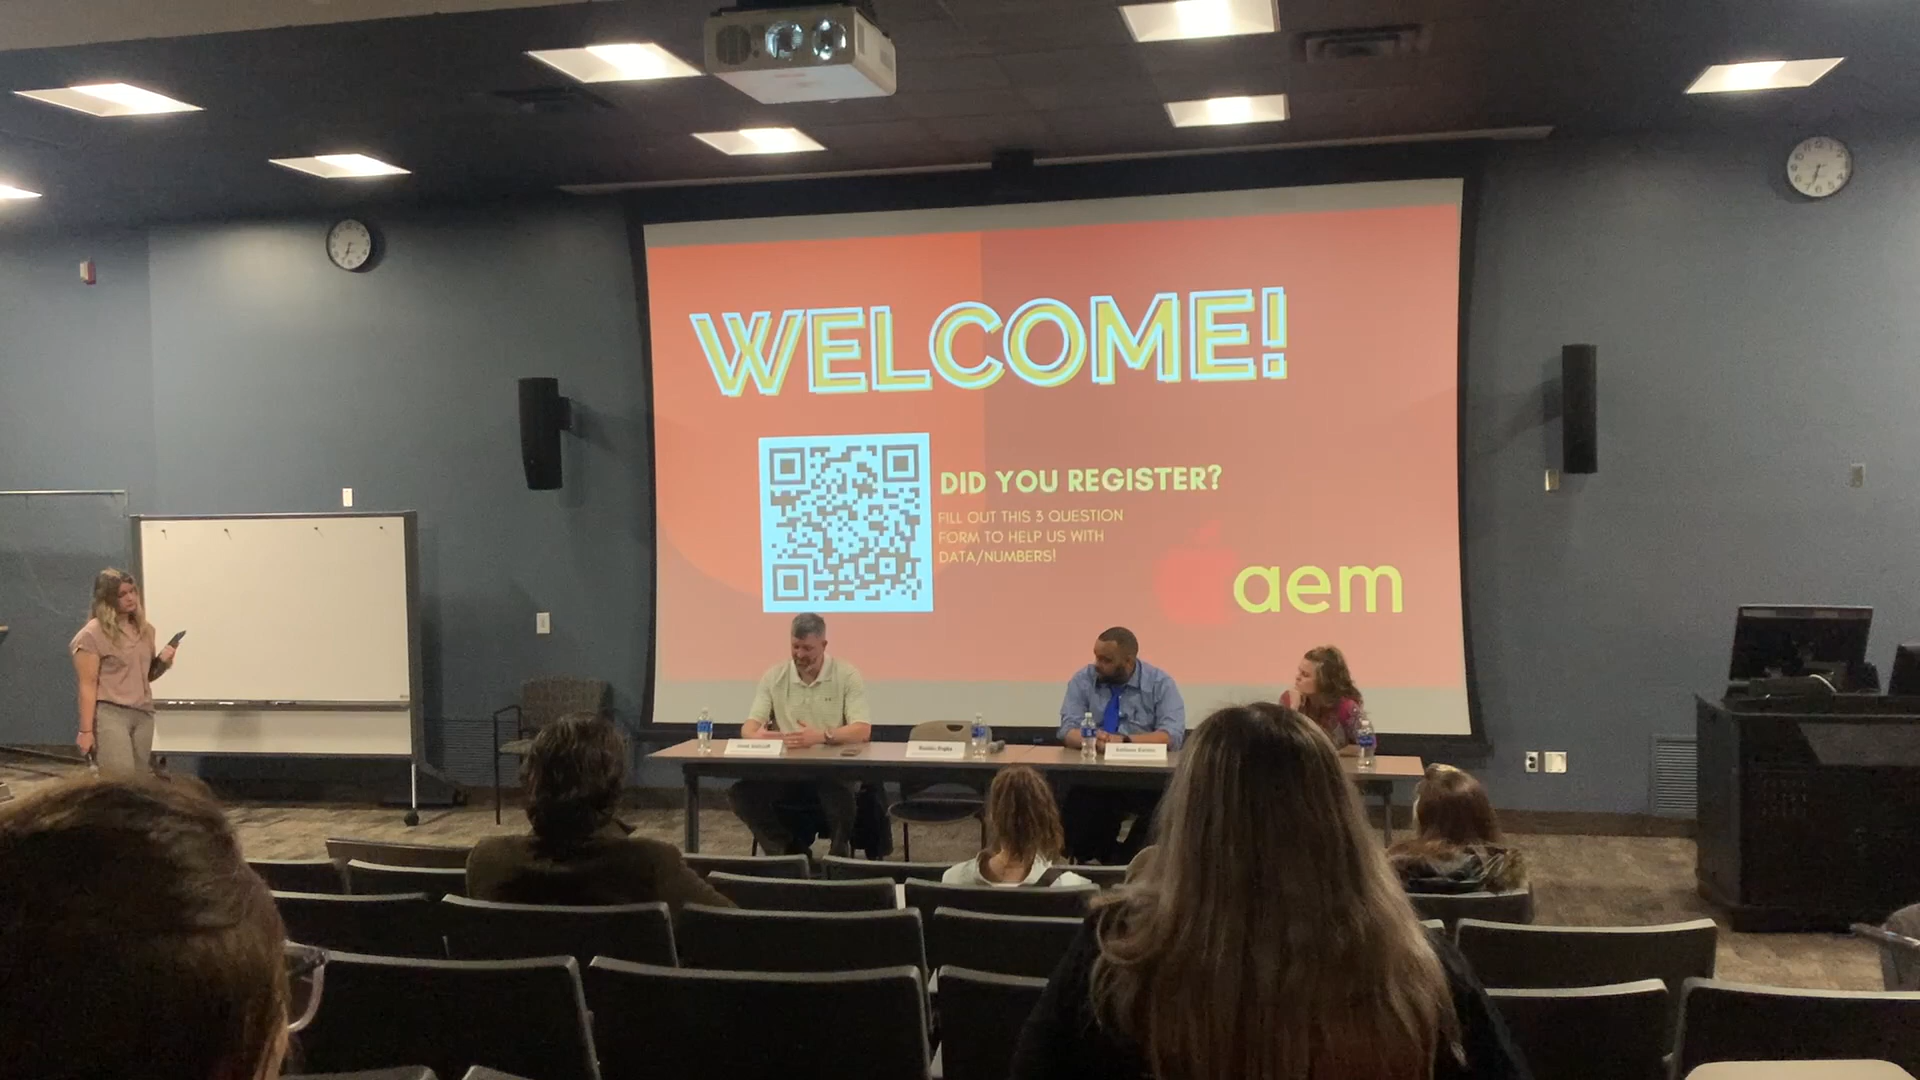 WELCOME!
DID YOU REGISTER?
FILL OUT THIS 3 QUESTION
FORM TO HELP US WITH
DATA/NUMBERS!
aem